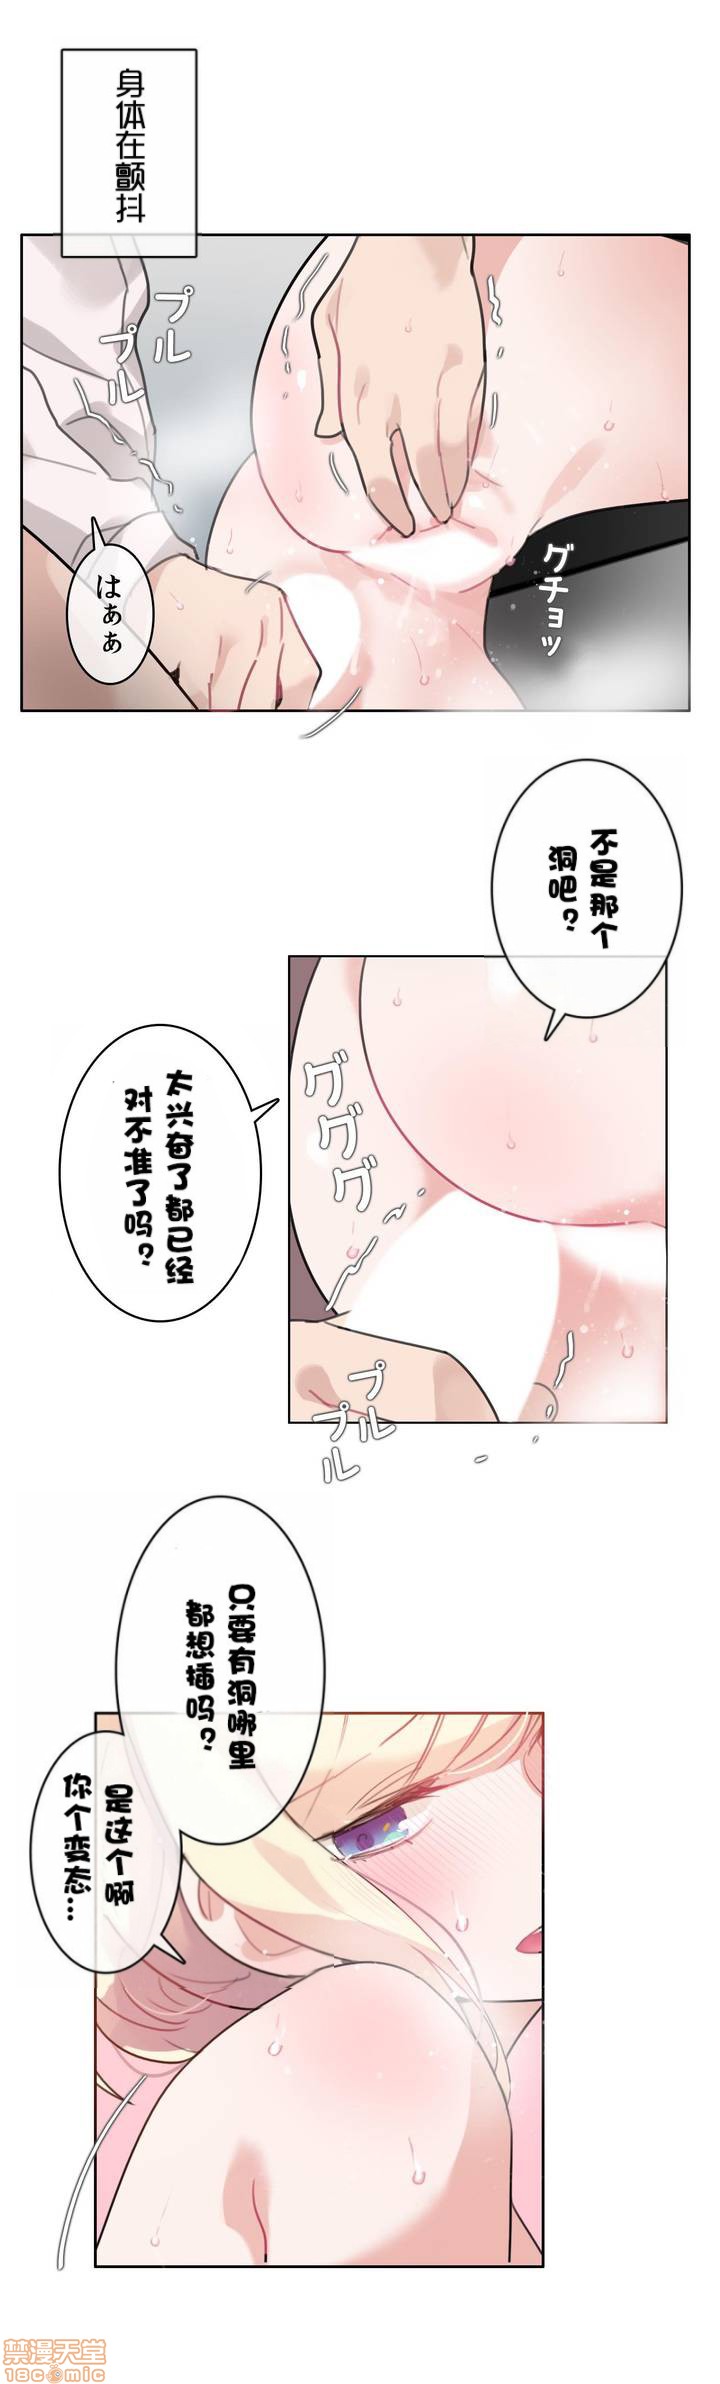 身体在颤抖
プル
プル
はぁぁ
グチョッ
不是那个
洞吧？
ググググ
太兴奋了都已经
对不准了吗？
プル
プル
只要有洞哪里
都想插吗？
是这个啊
你个变态…
禁漫天堂
18comic.com